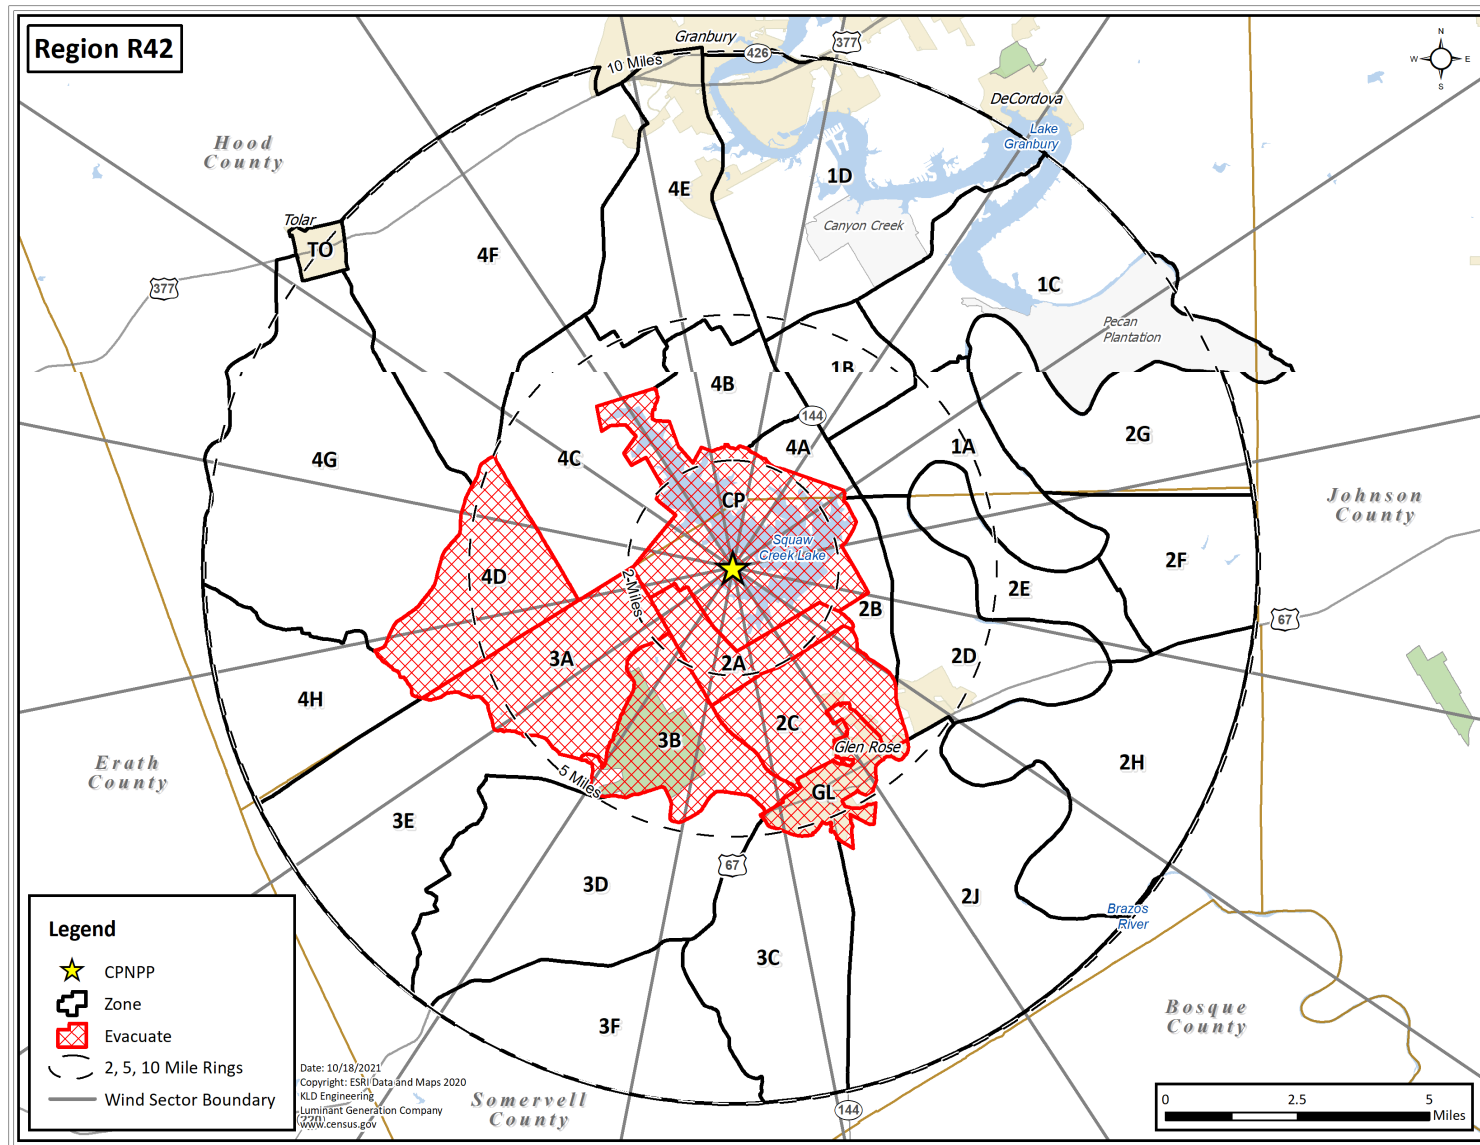 Region R42
Granbury
426
377
10 Miles
N
W E
S
DeCordova
Lake
Granbury
Hood
County
4E
1D
Canyon Creek
Tolar
TO
4F
377
1C
Pecan
Plantation
1B
4B
144
4A
1A
2G
4G
4C
CP
Johnson
County
Squaw
Creek Lake
2F
4D
2-Miles
2E
2B
67
3A
2A
2D
4H
2C
3B
Glen Rose
Erath
County
5 Miles
2H
GL
3E
67
3D
2J
Brazos
River
3C
Bosque
County
3F
Legend
CPNPP
Zone
Evacuate
2, 5, 10 Mile Rings
Wind Sector Boundary
Date: 10/18/2021
Copyright: ESRI Data and Maps 2020
KLD Engineering
Luminant Generation Company
www.census.gov
Somervell
County
144
0 2.5 5
Miles